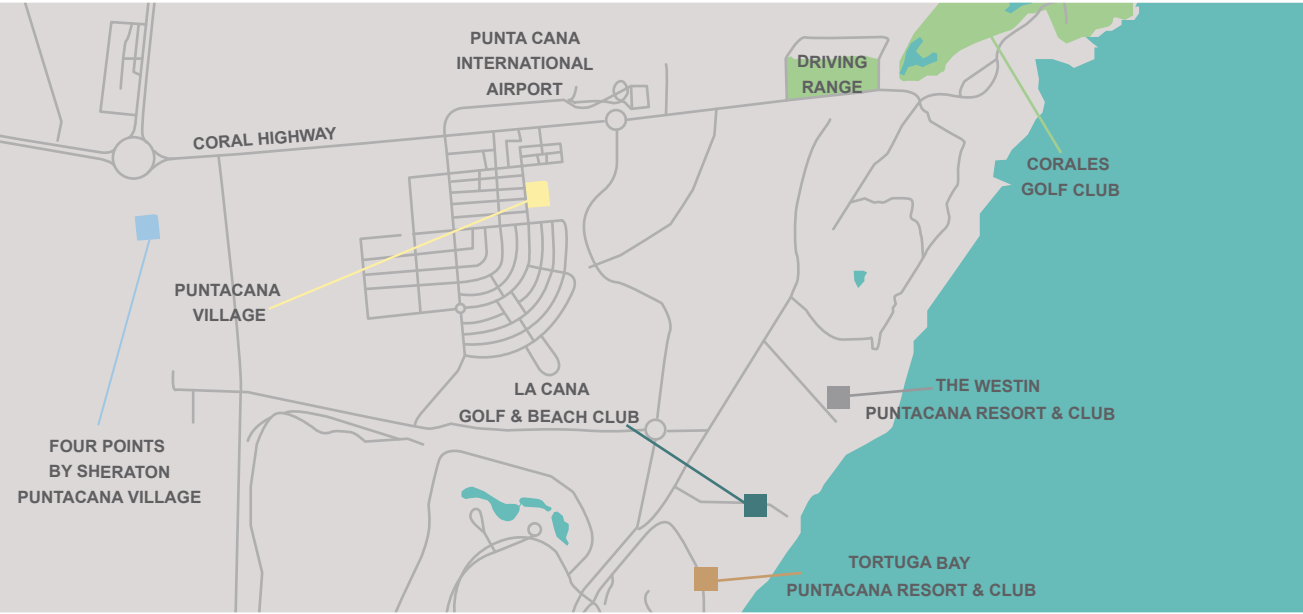 PUNTA CANA
INTERNATIONAL
AIRPORT
DRIVING
RANGE
CORAL HIGHWAY
CORALES
GOLF CLUB
PUNTACANA
VILLAGE
LA CANA
GOLF & BEACH CLUB
THE WESTIN
PUNTACANA RESORT & CLUB
FOUR POINTS
BY SHERATON
PUNTACANA VILLAGE
TORTUGA BAY
PUNTACANA RESORT & CLUB